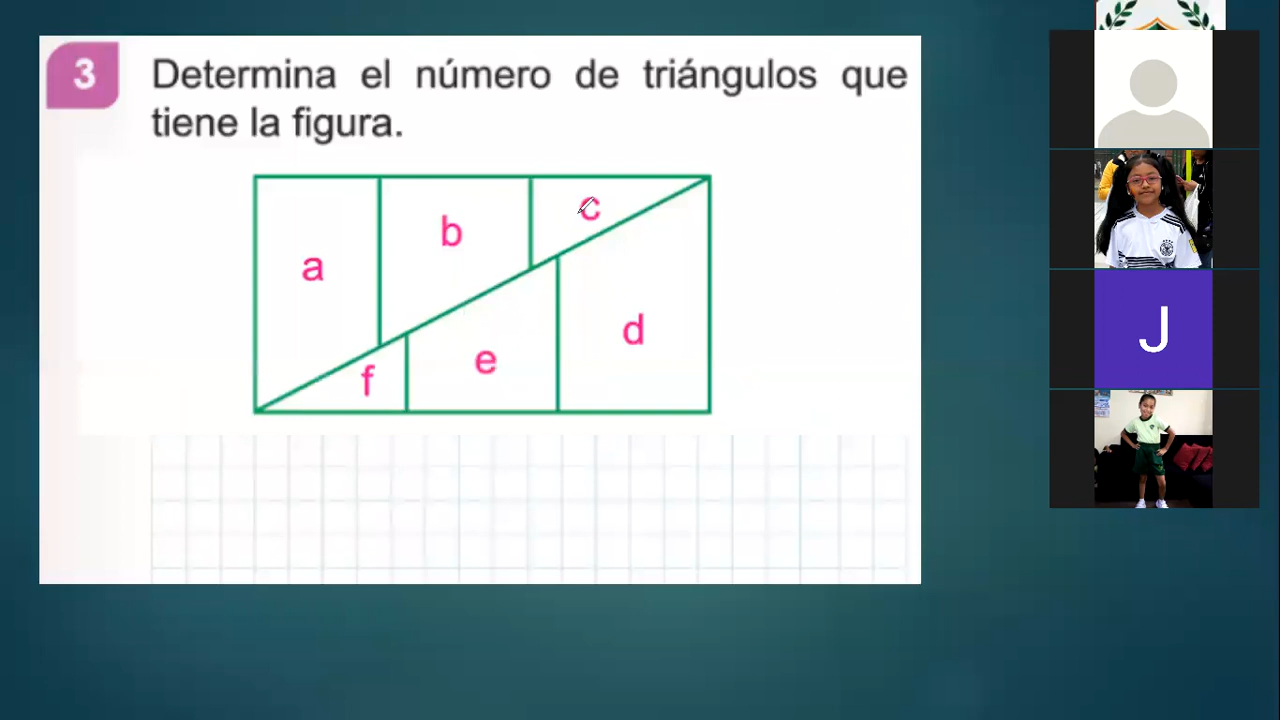 3
Determina el número de triángulos que
tiene la figura.
a
b
c
f
e
d
J